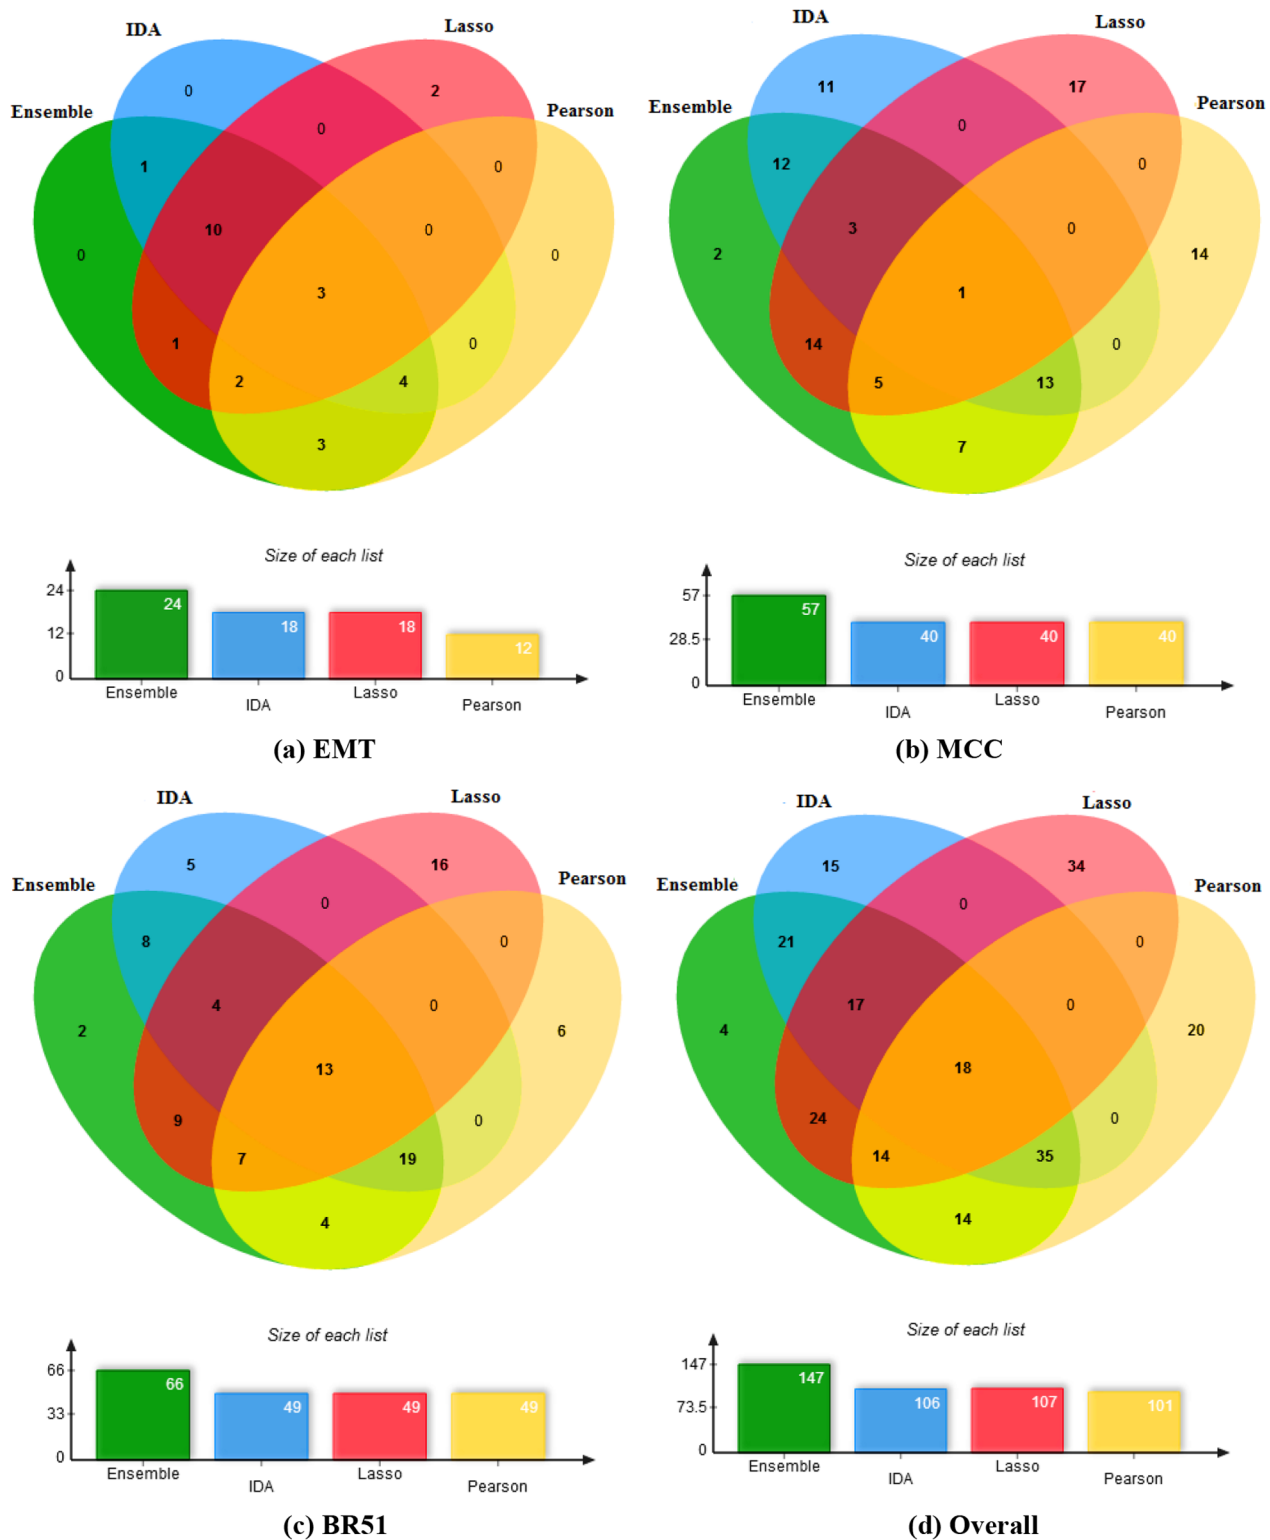 IDA
Lasso
Ensemble
Pearson
0
2
0
0
1
10
0
0
0
3
1
0
2
4
3
Size of each list
24
12
0
24
18
18
12
Ensemble
IDA
Lasso
Pearson
(a) EMT
IDA
Lasso
Ensemble
Pearson
11
17
0
12
0
3
0
2
14
1
14
0
5
13
7
Size of each list
57
28.5
0
57
40
40
40
Ensemble
IDA
Lasso
Pearson
(b) MCC
IDA
Lasso
Ensemble
Pearson
5
16
0
8
0
4
0
2
6
13
9
0
7
19
4
Size of each list
66
33
0
66
49
49
49
Ensemble
IDA
Lasso
Pearson
(c) BR51
IDA
Lasso
Ensemble
Pearson
15
34
0
21
0
17
0
4
20
18
24
0
14
35
14
Size of each list
147
73.5
0
147
106
107
101
Ensemble
IDA
Lasso
Pearson
(d) Overall